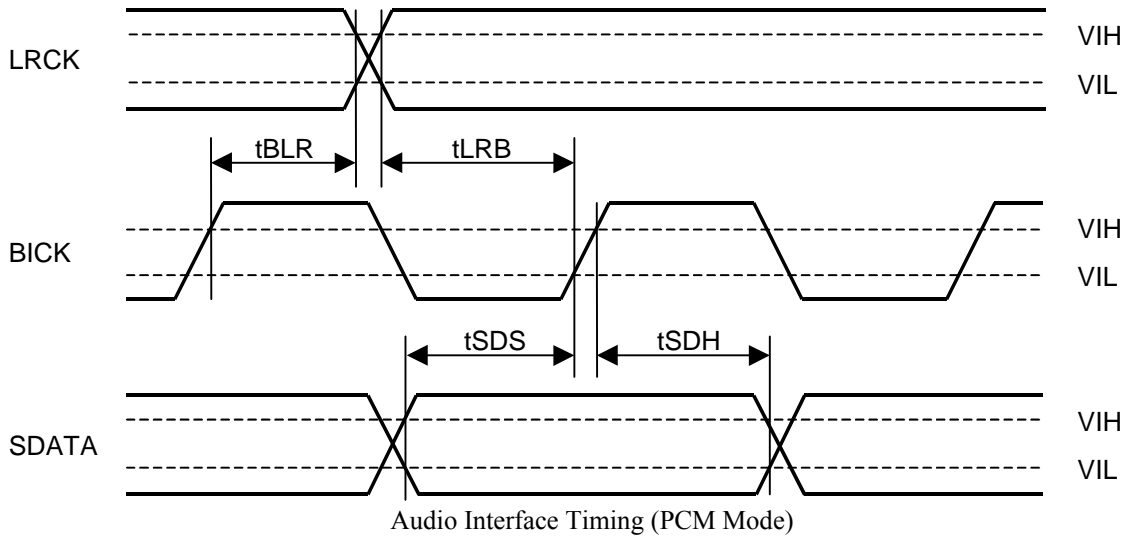 LRCK
VIH
VIL
tBLR
tLRB
BICK
VIH
VIL
tSDS
tSDH
SDATA
VIH
VIL
Audio Interface Timing (PCM Mode)